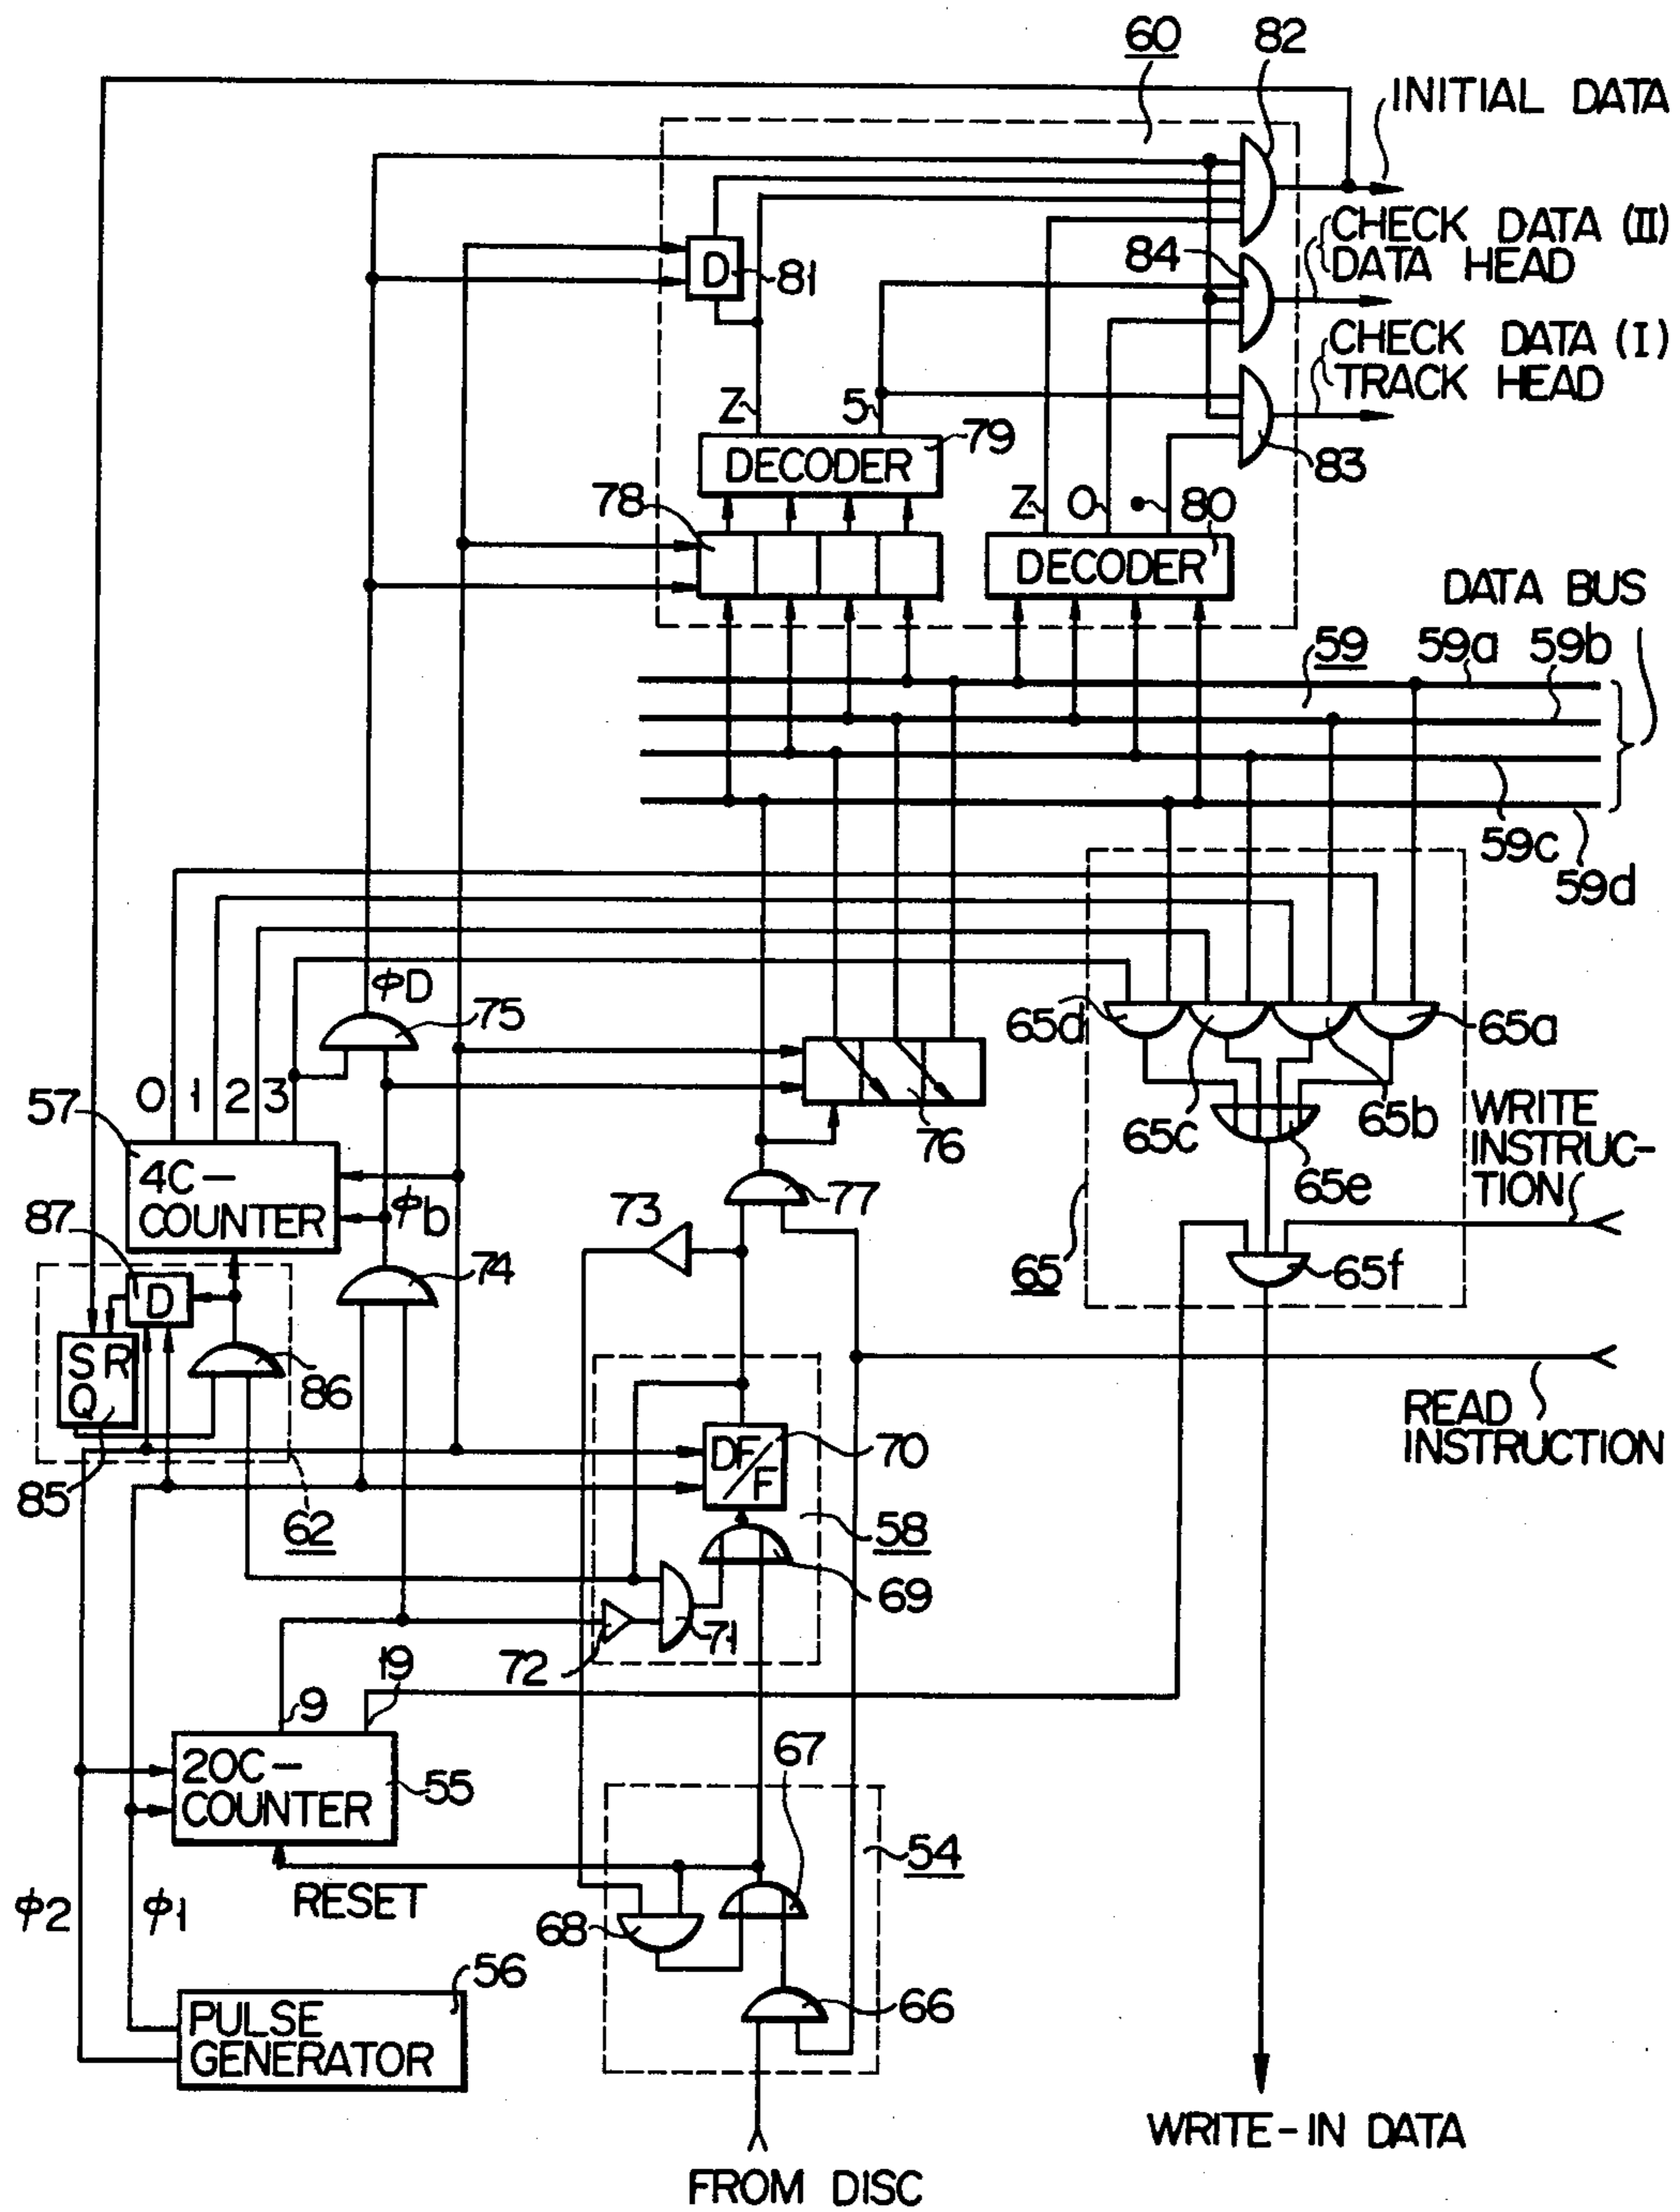 60
82
INITIAL DATA
CHECK DATA (II)
DATA HEAD
84
D
81
CHECK DATA (I)
TRACK HEAD
Z
5
79
DECODER
83
78
Z
0
•
80
DECODER
DATA BUS
59
59a
59b
59c
59d
φD
75
65d
65a
0
1
2
3
57
76
65c
65b
WRITE
INSTRUC-
TION
4C-
COUNTER
φb
77
65e
87
73
74
65
65f
D
S R
Q
86
READ
INSTRUCTION
DF/F
70
85
62
58
69
71
72
19
9
67
20C-
COUNTER
55
54
RESET
φ2
φ1
68
56
PULSE
GENERATOR
66
WRITE-IN DATA
FROM DISC